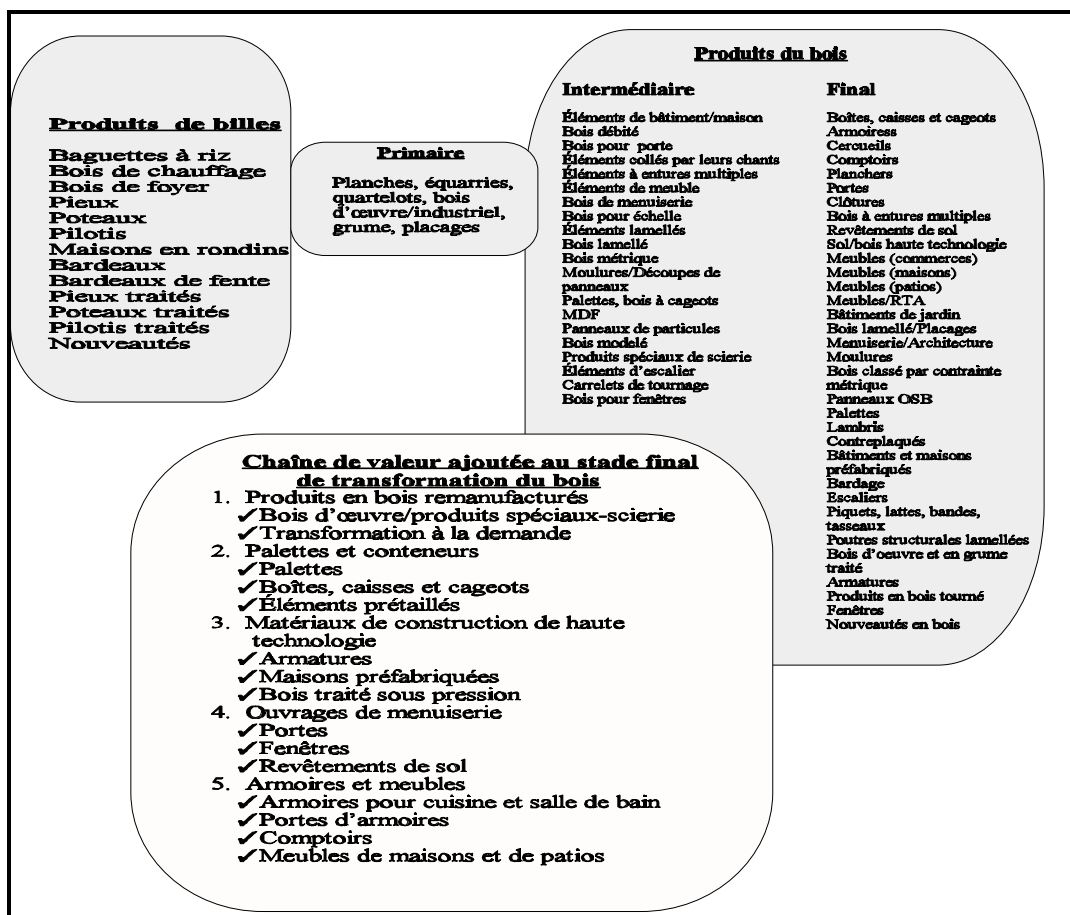 Produits de billes
Baguettes à riz
Bois de chauffage
Bois de foyer
Pieux
Poteaux
Pilotis
Maisons en rondins
Bardeaux
Bardeaux de fente
Pieux traités
Poteaux traités
Pilotis traités
Nouveautés
Primaire
Planches, équarries,
quartelots, bois
d'œuvre/industriel,
grume, placages
Produits du bois
Intermédiaire
Éléments de bâtiment/maison
Bois débité
Bois pour porte
Éléments collés par leurs chants
Éléments à entures multiples
Éléments de meuble
Bois de menuiserie
Bois pour échelle
Éléments lamellés
Bois lamellé
Bois métrique
Moulures/Découpes de
panneaux
Palettes, bois à cageots
MDF
Panneaux de particules
Bois modelé
Produits spéciaux de scierie
Éléments d'escalier
Carrelets de tournage
Bois pour fenêtres
Final
Boîtes, caisses et cageots
Armoiress
Cercueils
Comptoirs
Planchers
Portes
Clôtures
Bois à entures multiples
Revêtements de sol
Sol/bois haute technologie
Meubles (commerces)
Meubles (maisons)
Meubles (patios)
Meubles/RTA
Bâtiments de jardin
Bois lamellé/Placages
Menuiserie/Architecture
Moulures
Bois classé par contrainte
métrique
Panneaux OSB
Palettes
Lambris
Contreplaqués
Bâtiments et maisons
préfabriqués
Bardage
Escaliers
Piquets, lattes, bandes,
tasseaux
Poutres structurales lamellées
Bois d'oeuvre et en grume
traité
Armatures
Produits en bois tourné
Fenêtres
Nouveautés en bois
Chaîne de valeur ajoutée au stade final
de transformation du bois
1. Produits en bois remanufacturés
✓Bois d'œuvre/produits spéciaux-scierie
✓Transformation à la demande
2. Palettes et conteneurs
✓Palettes
✓Boîtes, caisses et cageots
✓Éléments prétaillés
3. Matériaux de construction de haute
technologie
✓Armatures
✓Maisons préfabriquées
✓Bois traité sous pression
4. Ouvrages de menuiserie
✓Portes
✓Fenêtres
✓Revêtements de sol
5. Armoires et meubles
✓Armoires pour cuisine et salle de bain
✓Portes d'armoires
✓Comptoirs
✓Meubles de maisons et de patios